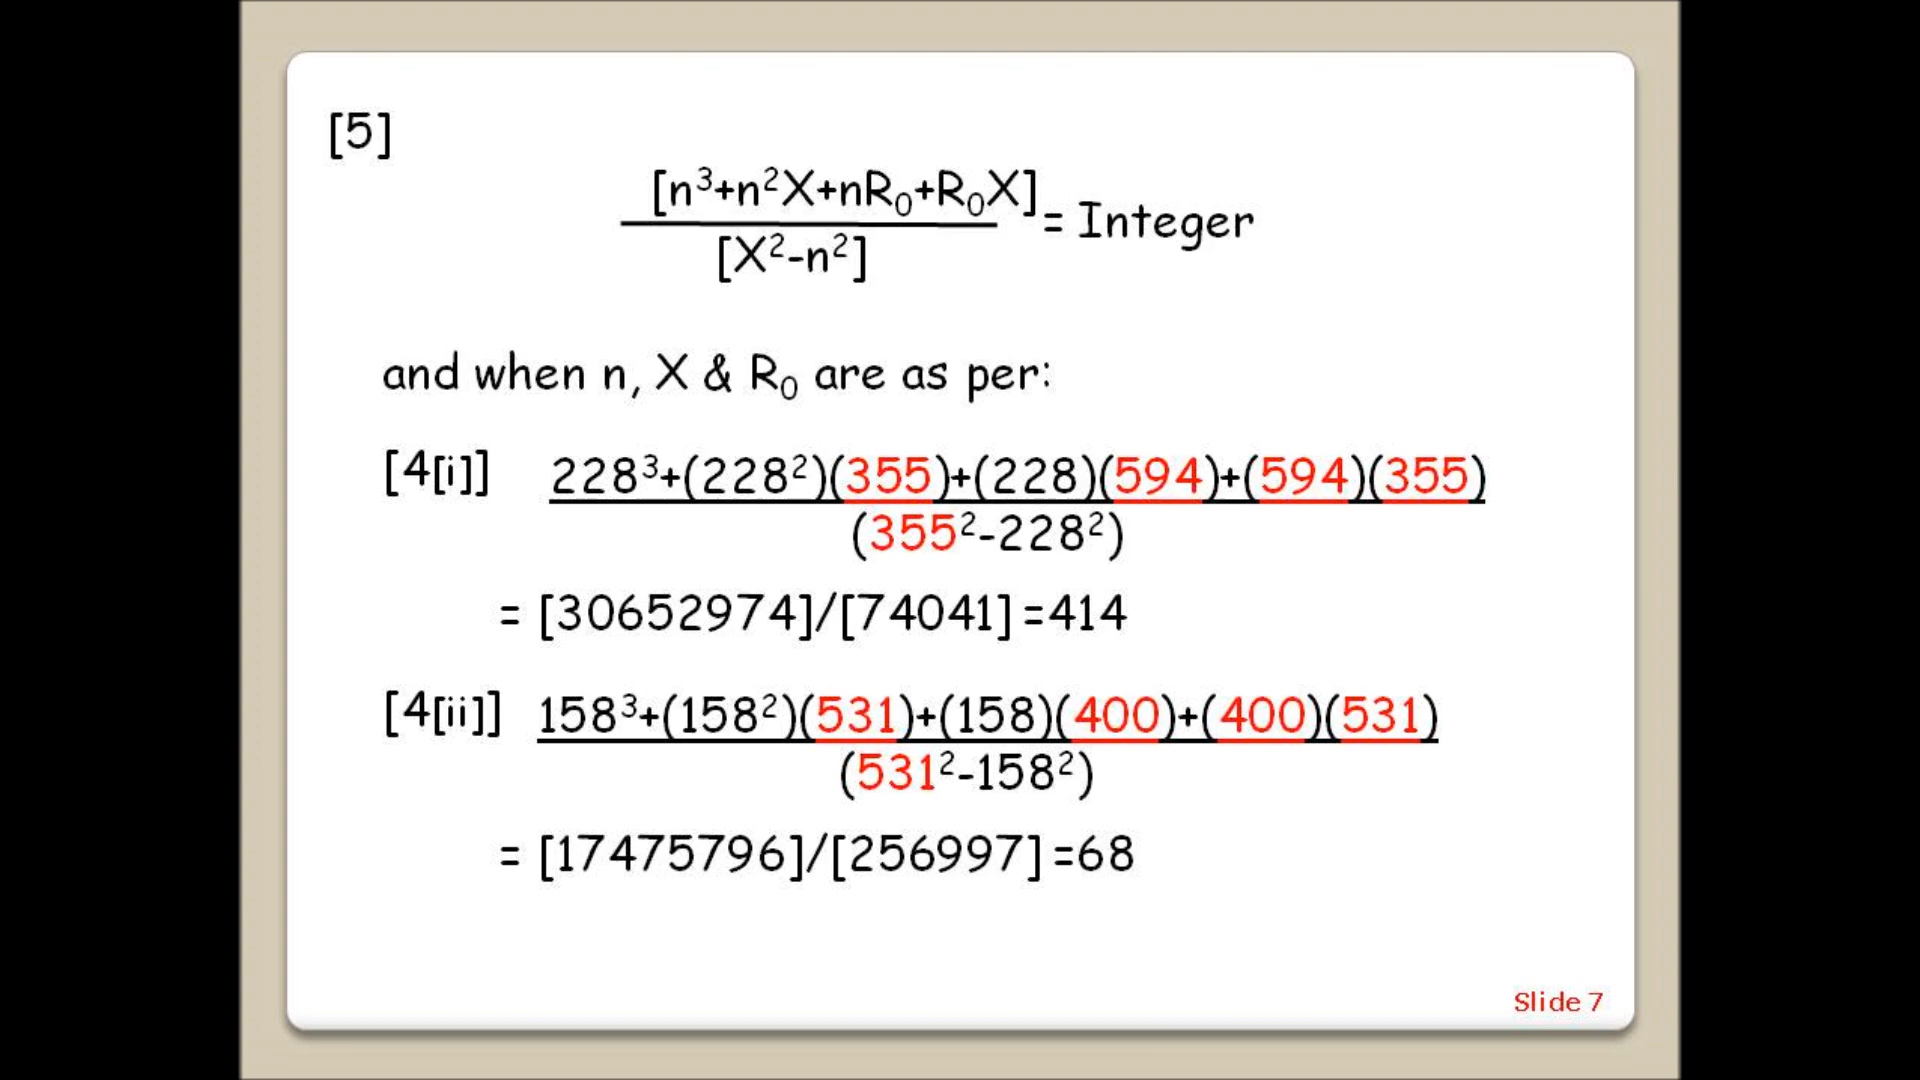 [5]
[n³+n²X+nR₀+R₀X]
= Integer
[X²-n²]
and when n, X & R₀ are as per:
[4[i]] 228³+(228²)(355)+(228)(594)+(594)(355)
(355²-228²)
= [30652974]/[74041]=414
[4[ii]] 158³+(158²)(531)+(158)(400)+(400)(531)
(531²-158²)
= [17475796]/[256997]=68
Slide 7